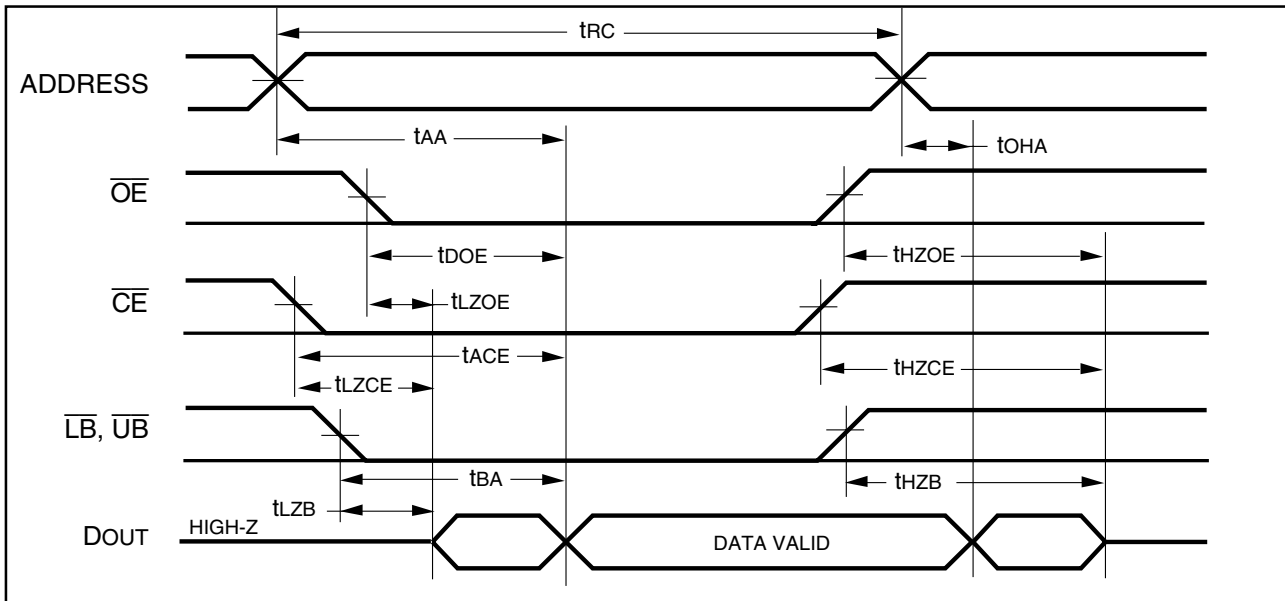 tRC
ADDRESS
tAA
tOHA
OE
tDOE
tHZOE
CE
tLZOE
tACE
tHZCE
tLZCE
LB, UB
tBA
tHZB
tLZB
DOUT
HIGH-Z
DATA VALID